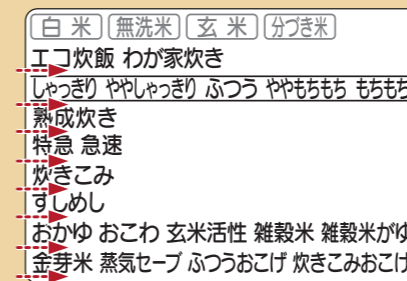 白米 無洗米 玄米 分づき米
エコ炊飯 わが家炊き
しゃっきり ややしゃっきり ふつう ややもちもち もちもち
熟成炊き
特急 急速
炊きこみ
すしめし
おかゆ おこわ 玄米活性 雑穀米 雑穀米がゆ
金芽米 蒸気セーブ ふつうおこげ 炊きこみおこげ